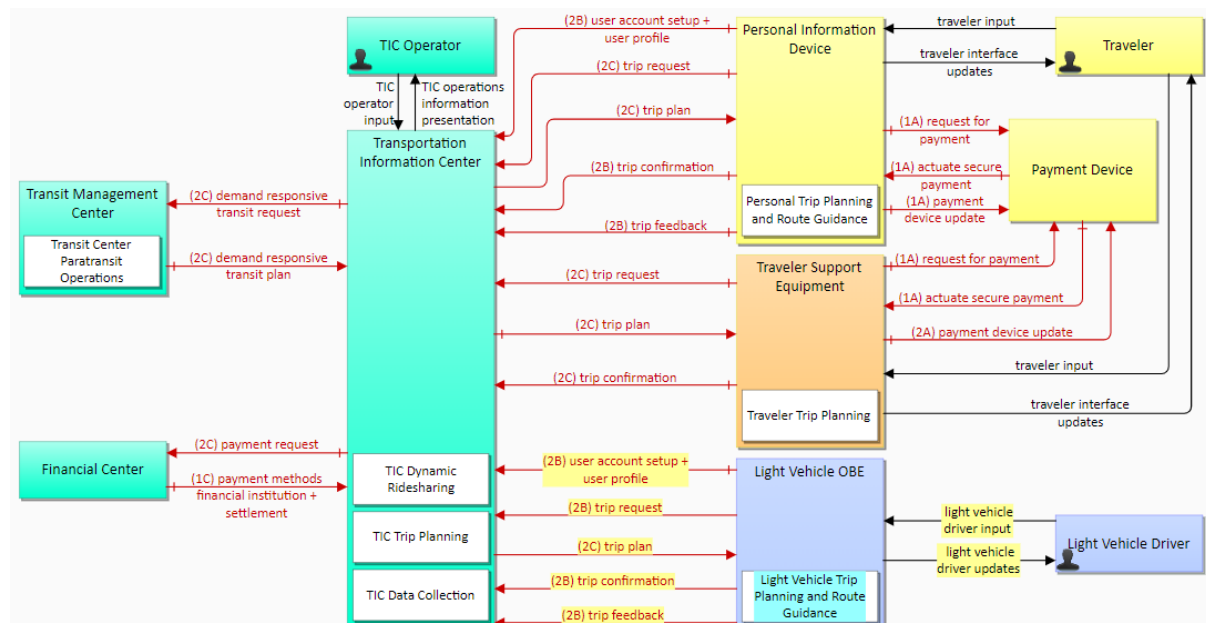 TIC Operator
TIC
operator
input
TIC operations
information
presentation
Transportation
Information Center
TIC Dynamic
Ridesharing
TIC Trip Planning
TIC Data Collection
Transit Management
Center
Transit Center
Paratransit
Operations
(2C) demand responsive
transit request
(2C) demand responsive
transit plan
Financial Center
(2C) payment request
(1C) payment methods
financial institution +
settlement
(2B) user account setup +
user profile
(2C) trip request
(2C) trip plan
(2B) trip confirmation
(2B) trip feedback
Personal Information
Device
Personal Trip Planning
and Route Guidance
traveler input
traveler interface
updates
Traveler
(1A) request for
payment
(1A) actuate secure
payment
(1A) payment
device update
Payment Device
(2C) trip request
(2C) trip plan
(2C) trip confirmation
Traveler Support
Equipment
Traveler Trip Planning
(1A) request for payment
(1A) actuate secure payment
(2A) payment device update
traveler input
traveler interface
updates
(2B) user account setup +
user profile
(2B) trip request
(2C) trip plan
(2B) trip confirmation
(2B) trip feedback
Light Vehicle OBE
Light Vehicle Trip
Planning and Route
Guidance
light vehicle
driver input
light vehicle
driver updates
Light Vehicle Driver